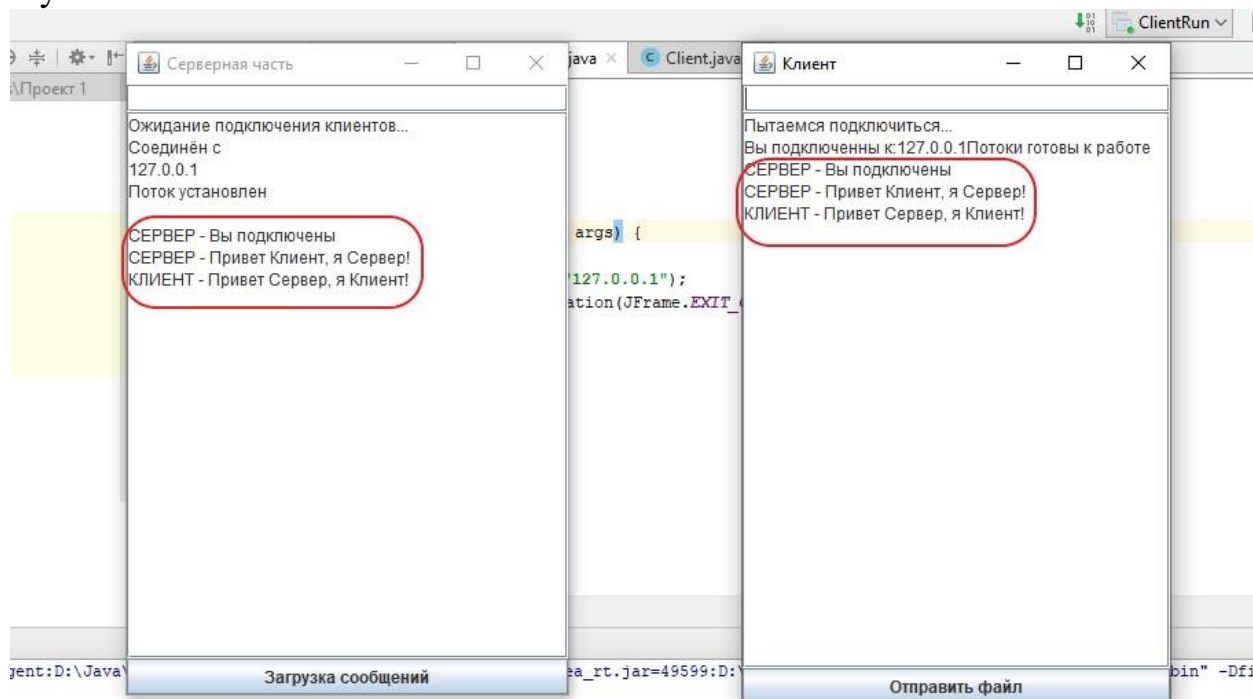 ClientRun
Серверная часть
java
Client.java
Клиент
\Проект 1
Ожидание подключения клиентов...
Соединён с
127.0.0.1
Поток установлен
СЕРВЕР - Вы подключены
СЕРВЕР - Привет Клиент, я Сервер!
КЛИЕНТ - Привет Сервер, я Клиент!
args) {
"127.0.0.1");
ation(JFrame.EXIT_
Пытаемся подключиться...
Вы подключенны к:127.0.0.1Потоки готовы к работе
СЕРВЕР - Вы подключены
СЕРВЕР - Привет Клиент, я Сервер!
КЛИЕНТ - Привет Сервер, я Клиент!
gent:D:\Java\
Загрузка сообщений
ea_rt.jar=49599:D:\
Отправить файл
bin" -Dfi